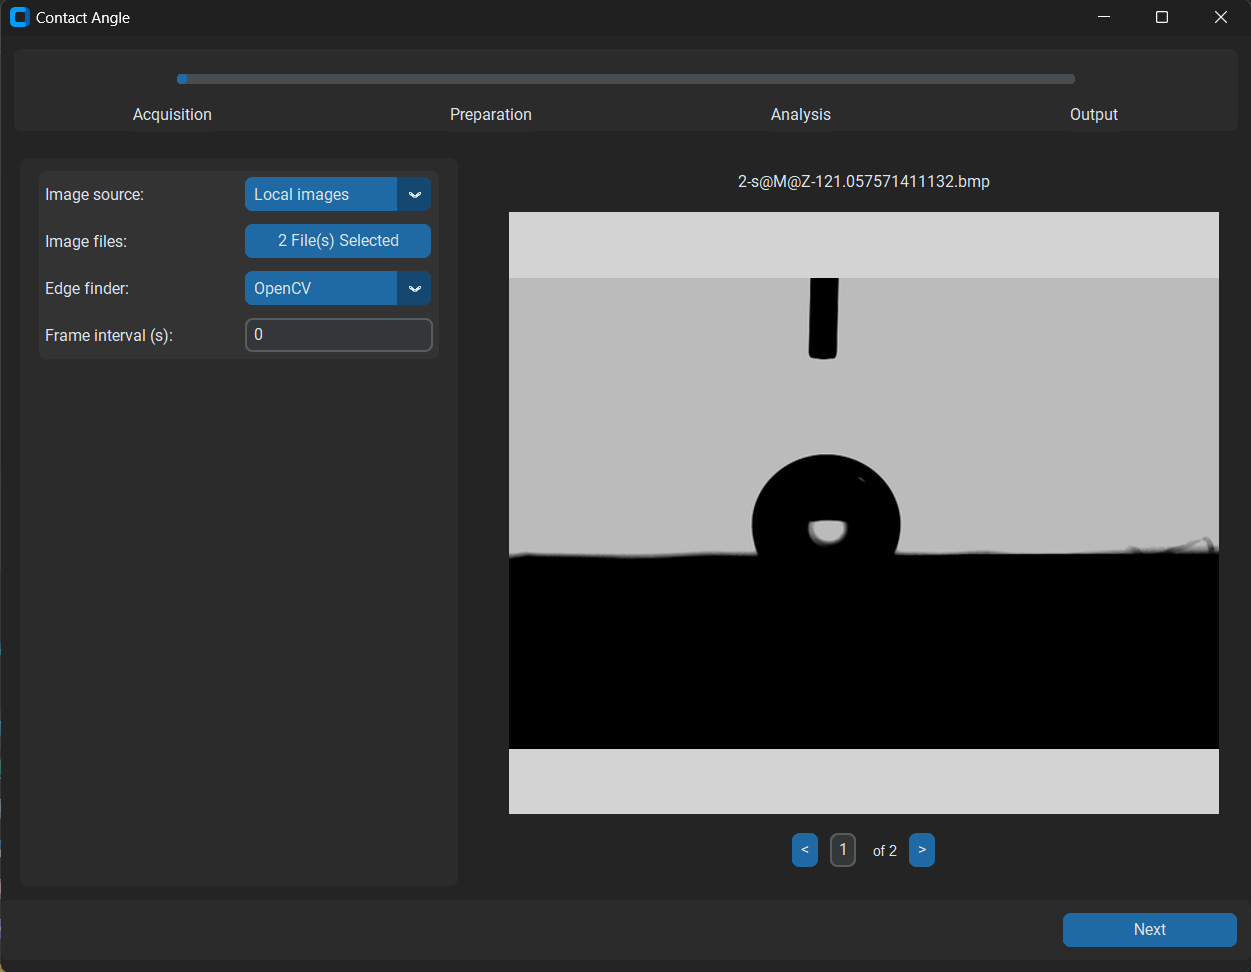 Contact Angle
Acquisition Preparation Analysis Output
Image source: Local images
Image files: 2 File(s) Selected
Edge finder: OpenCV
Frame interval (s): 0
2-s@M@Z-121.057571411132.bmp
< 1 of 2 >
Next